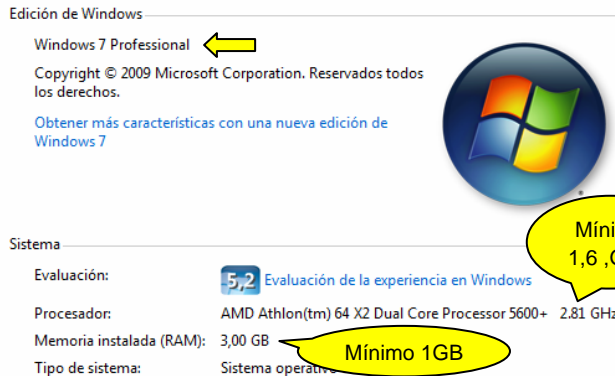 Edición de Windows
Windows 7 Professional
Copyright © 2009 Microsoft Corporation. Reservados todos
los derechos.
Obtener más características con una nueva edición de
Windows 7
Sistema
Evaluación:
5,2 Evaluación de la experiencia en Windows
Procesador:
AMD Athlon(tm) 64 X2 Dual Core Processor 5600+ 2.81 GHz
1,6
Memoria instalada (RAM):
3,00 GB
Mínimo 1GB
Tipo de sistema:
Sistema